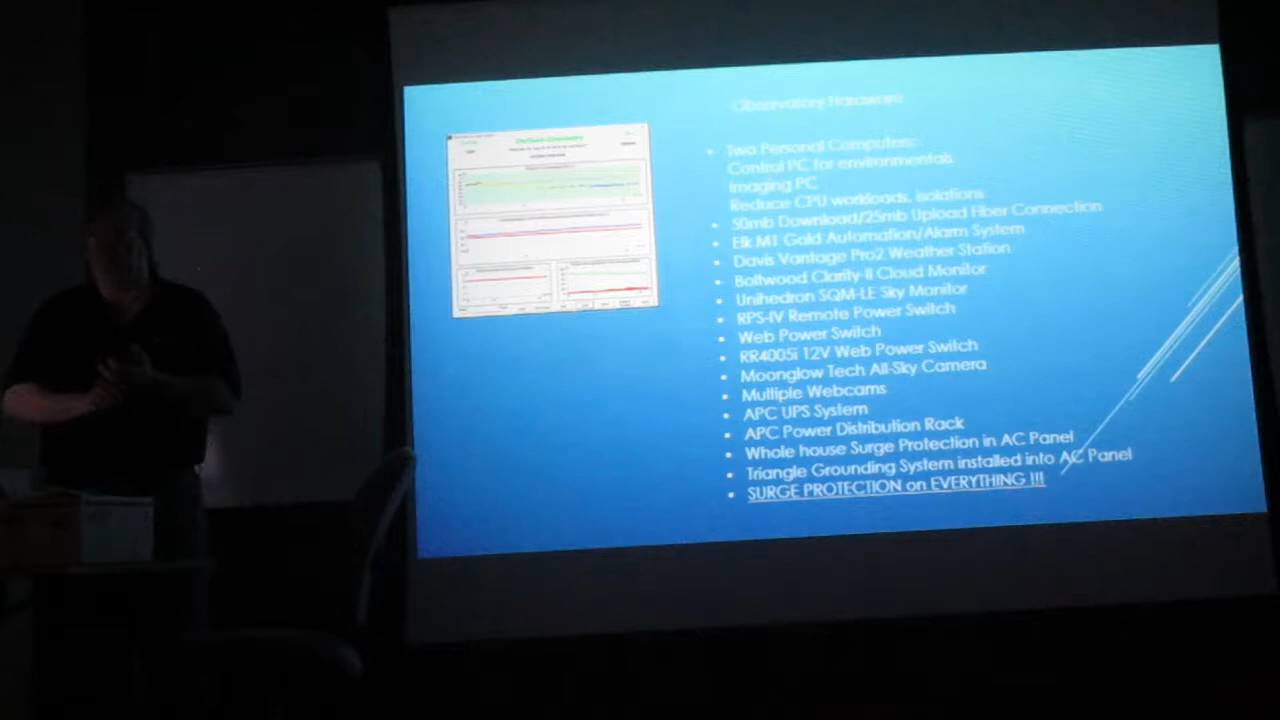 Observatory Hardware
• Two Personal Computers:
Control PC for environmentals
Imaging PC
Reduce CPU workloads, isolations
• 50mb Download/25mb Upload Fiber Connection
• Elk M1 Gold Automation/Alarm System
• Davis Vantage Pro2 Weather Station
• Boltwood Clarity-II Cloud Monitor
• Unihedron SQM-LE Sky Monitor
• RPS-IV Remote Power Switch
• Web Power Switch
• RR4005i 12V Web Power Switch
• Moonglow Tech All-Sky Camera
• Multiple Webcams
• APC UPS System
• APC Power Distribution Rack
• Whole house Surge Protection in AC Panel
• Triangle Grounding System installed into AC Panel
• SURGE PROTECTION on EVERYTHING !!!